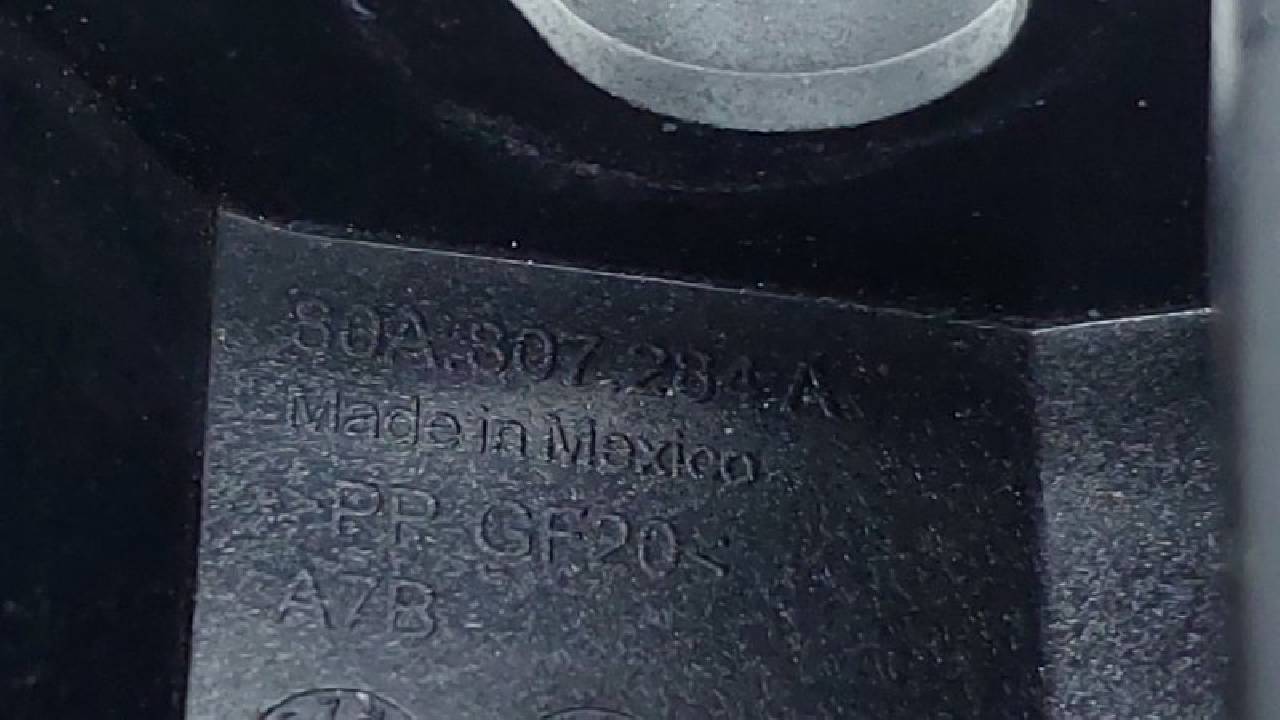 80A.807.284 A
Made in Mexico
>PP GF20<
A7B